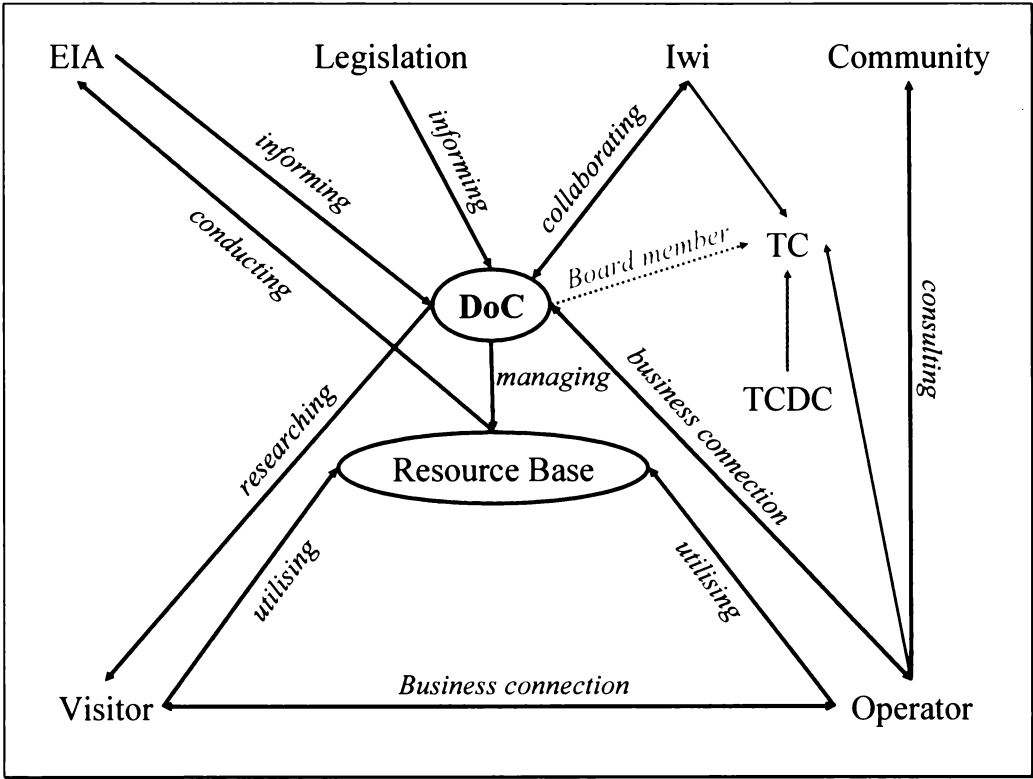 EIA
Legislation
Iwi
Community
informing
informing
collaborating
conducting
Board member
TC
DoC
consulting
managing
business connection
TCDC
researching
Resource Base
utilising
utilising
Business connection
Visitor
Operator